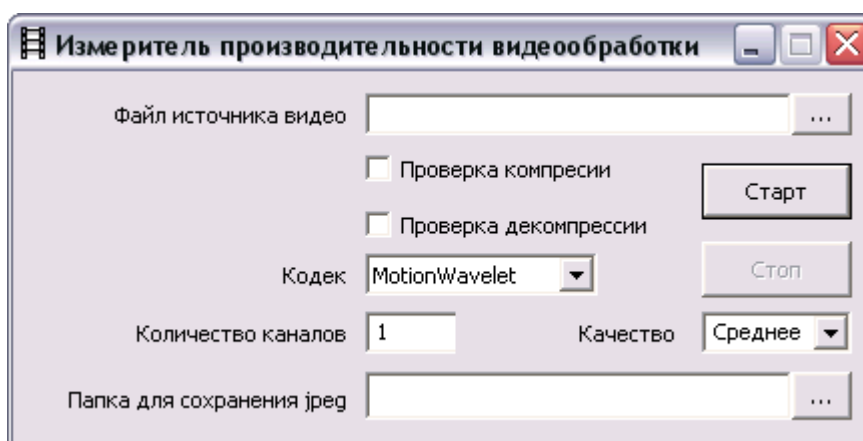 Измеритель производительности видеообработки
Файл источника видео ...
Проверка компресии
Старт
Проверка декомпрессии
Кодек MotionWavelet
Стоп
Количество каналов 1 Качество Среднее
Папка для сохранения jpeg ...